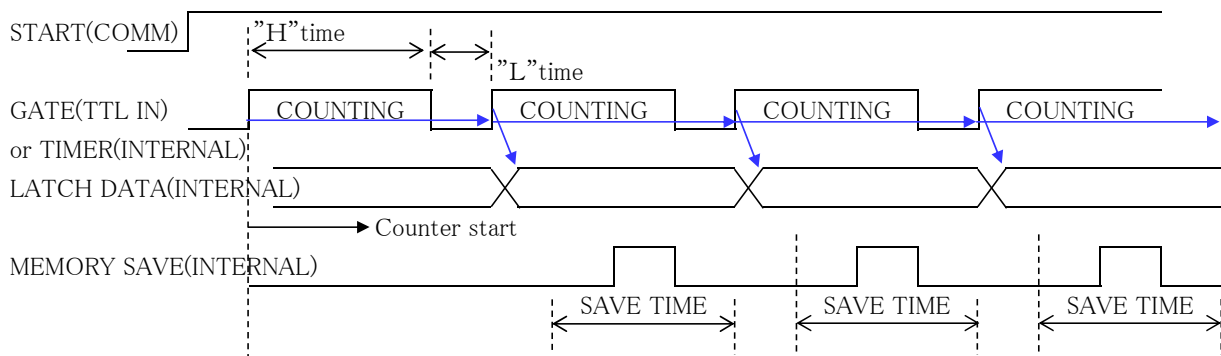 START(COMM)
”H”time
”L”time
GATE(TTL IN)
COUNTING COUNTING COUNTING COUNTING
or TIMER(INTERNAL)
LATCH DATA(INTERNAL)
Counter start
MEMORY SAVE(INTERNAL)
SAVE TIME SAVE TIME SAVE TIME